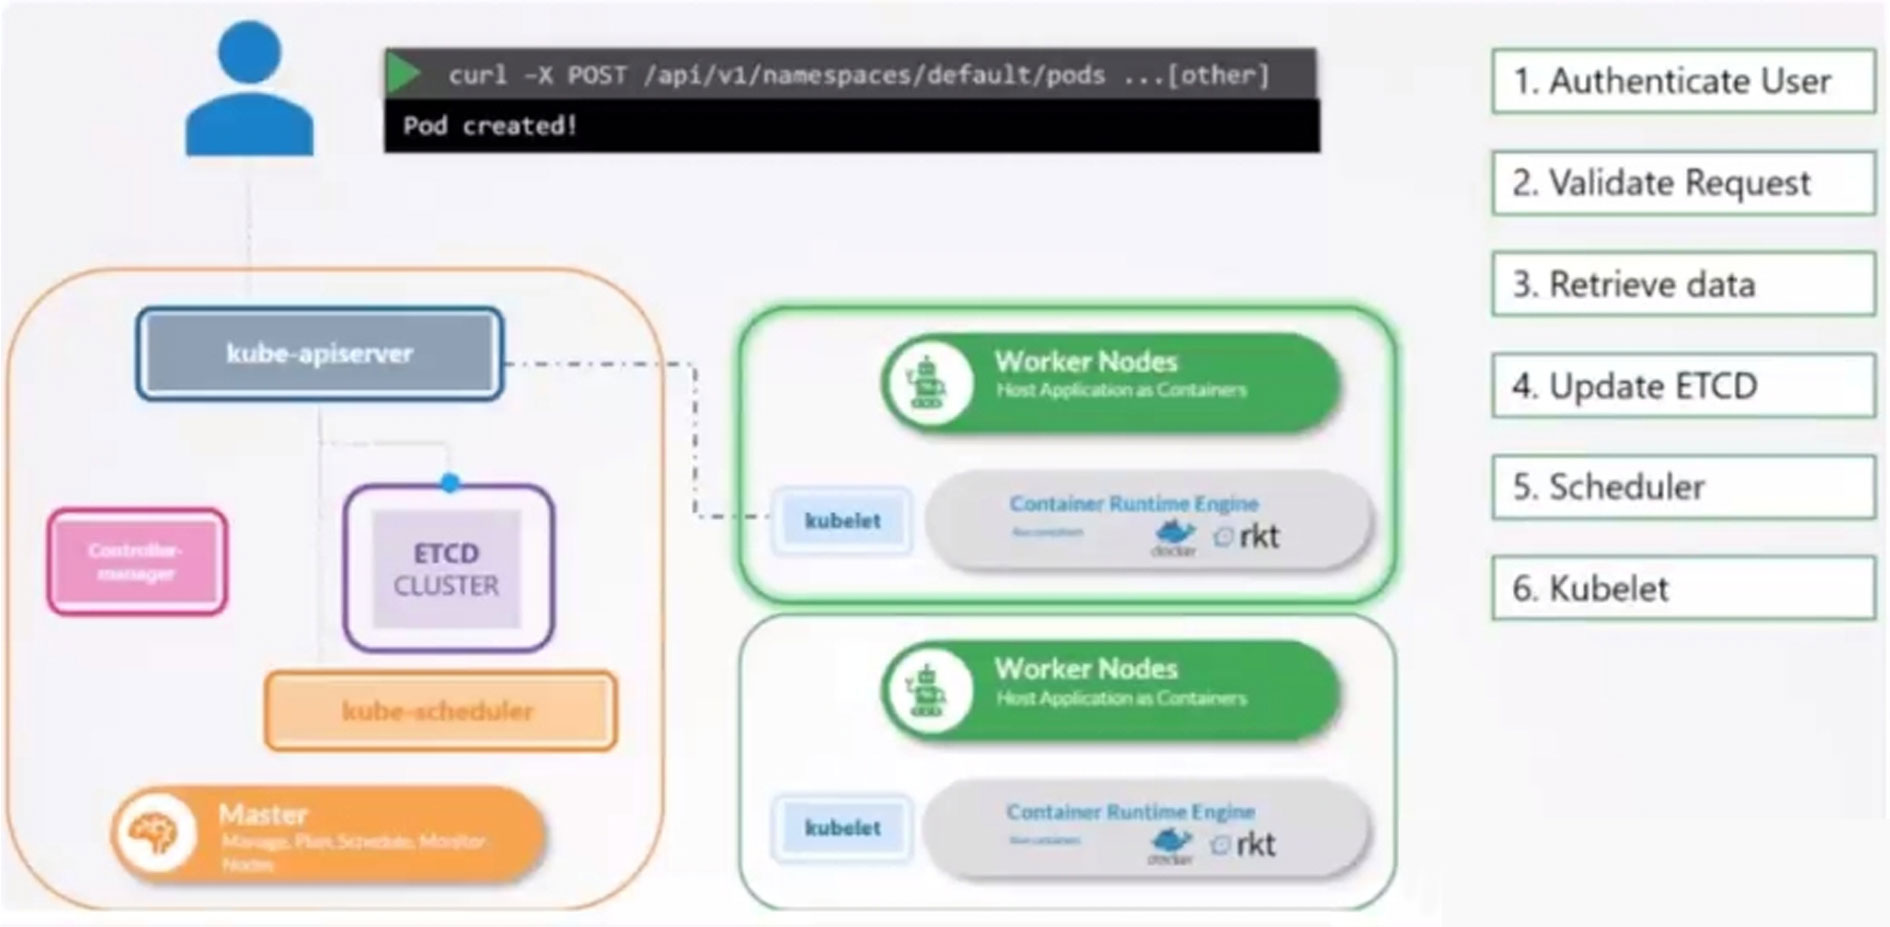 curl –X POST /api/v1/namespaces/default/pods ...[other]
Pod created!
1. Authenticate User
2. Validate Request
3. Retrieve data
4. Update ETCD
5. Scheduler
6. Kubelet
kube-apiserver
Controller-
manager
ETCD
CLUSTER
kube-scheduler
Master
Manage, Plan, Schedule, Monitor
Nodes
Worker Nodes
Host Application as Containers
kubelet
Container Runtime Engine
docker
rkt
Worker Nodes
Host Application as Containers
kubelet
Container Runtime Engine
docker
rkt